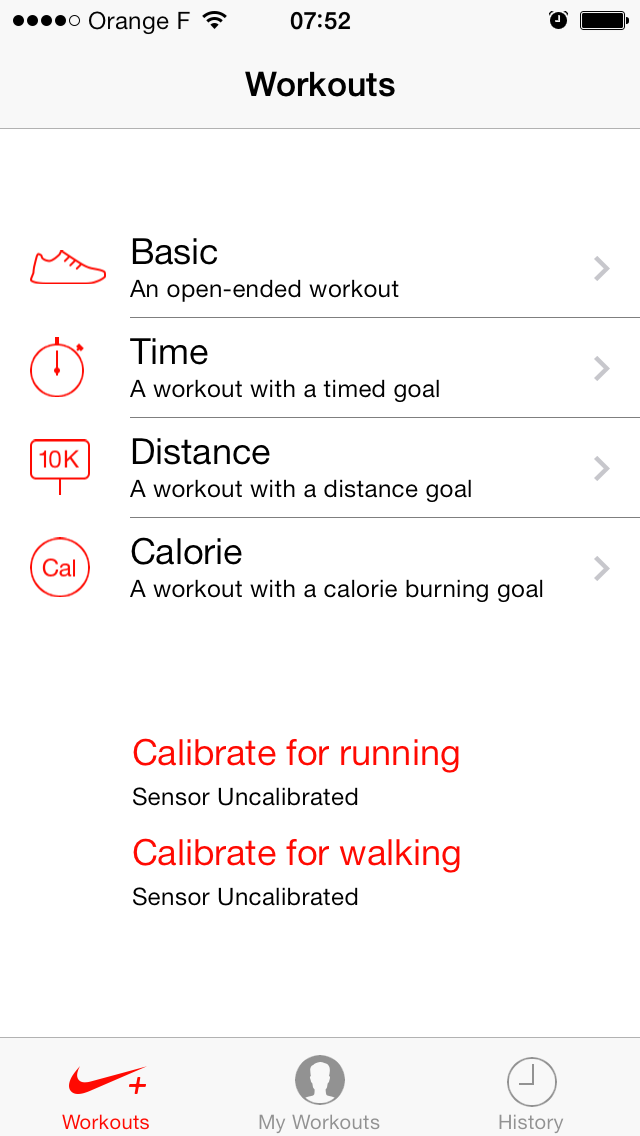 Orange F 07:52
Workouts
Basic
An open-ended workout
Time
A workout with a timed goal
10K
Distance
A workout with a distance goal
Cal
Calorie
A workout with a calorie burning goal
Calibrate for running
Sensor Uncalibrated
Calibrate for walking
Sensor Uncalibrated
Workouts My Workouts History